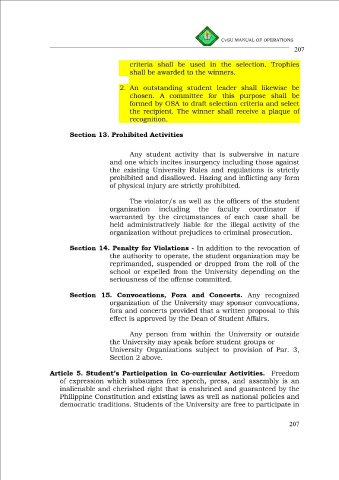 CvSU MANUAL OF OPERATIONS
207
criteria shall be used in the selection. Trophies
shall be awarded to the winners.
2. An outstanding student leader shall likewise be
chosen. A committee for this purpose shall be
formed by OSA to draft selection criteria and select
the recipient. The winner shall receive a plaque of
recognition.
Section 13. Prohibited Activities
Any student activity that is subversive in nature
and one which incites insurgency including those against
the existing University Rules and regulations is strictly
prohibited and disallowed. Hazing and inflicting any form
of physical injury are strictly prohibited.
The violator/s as well as the officers of the student
organization including the faculty coordinator if
warranted by the circumstances of each case shall be
held administratively liable for the illegal activity of the
organization without prejudices to criminal prosecution.
Section 14. Penalty for Violations - In addition to the revocation of
the authority to operate, the student organization may be
reprimanded, suspended or dropped from the roll of the
school or expelled from the University depending on the
seriousness of the offense committed.
Section 15. Convocations, Fora and Concerts. Any recognized
organization of the University may sponsor convocations,
fora and concerts provided that a written proposal to this
effect is approved by the Dean of Student Affairs.
Any person from within the University or outside
the University may speak before student groups or
University Organizations subject to provision of Par. 3,
Section 2 above.
Article 5. Student's Participation in Co-curricular Activities. Freedom
of expression which subsumes free speech, press, and assembly is an
inalienable and cherished right that is enshrined and guaranteed by the
Philippine Constitution and existing laws as well as national policies and
democratic traditions. Students of the University are free to participate in
207